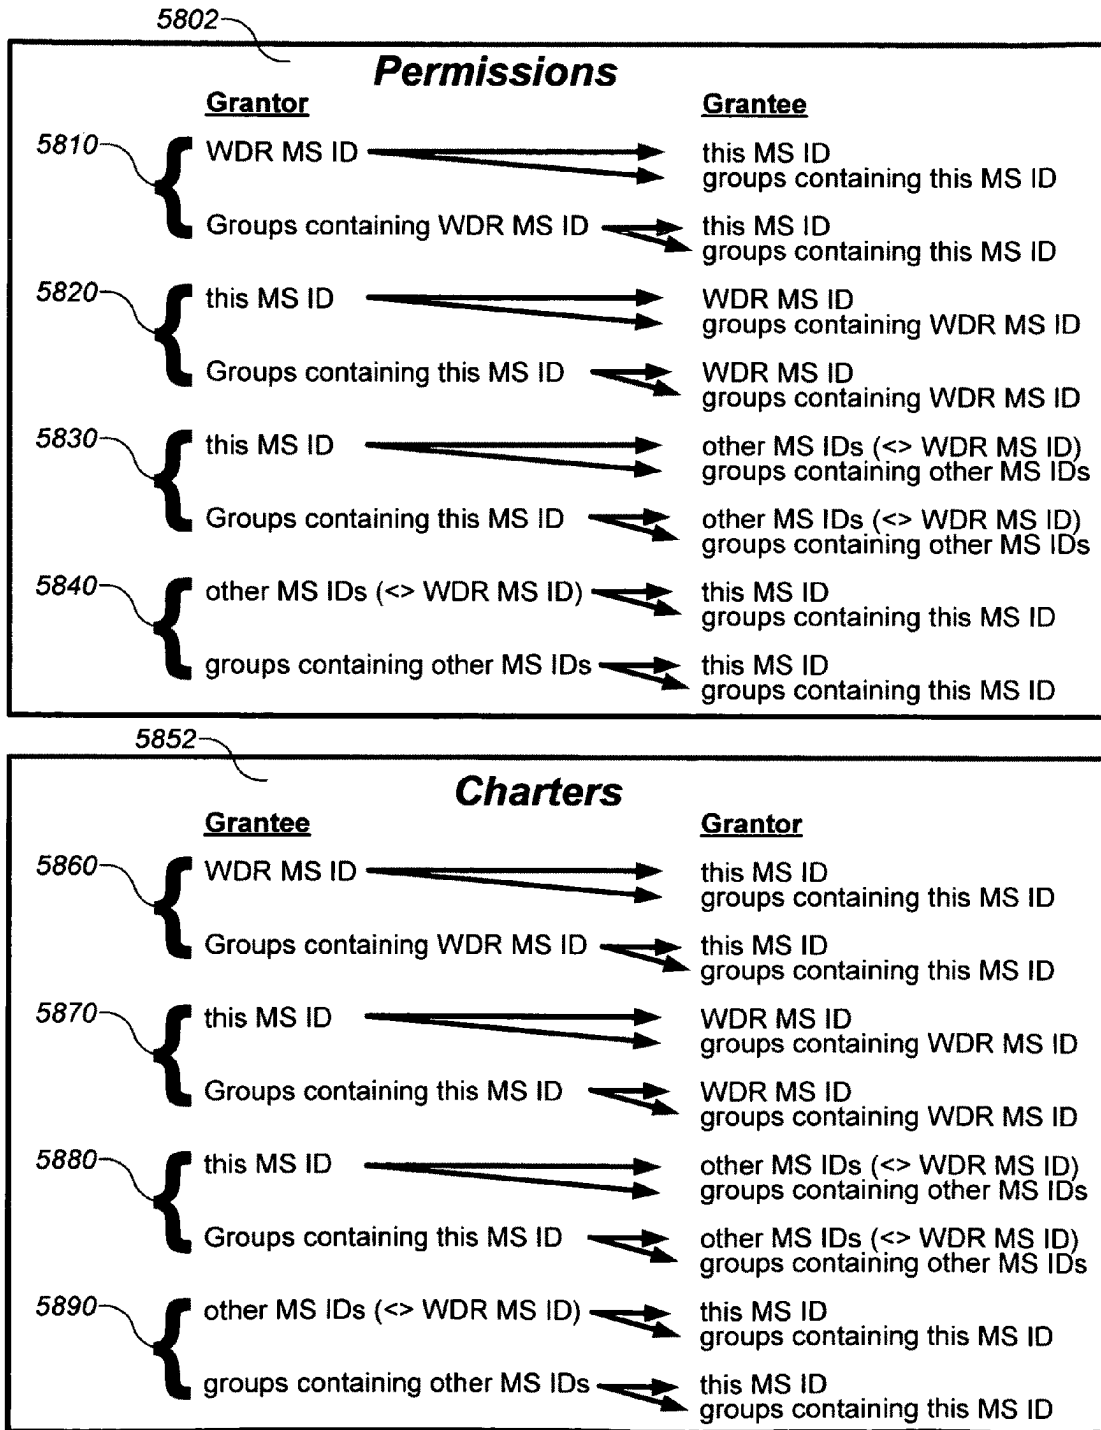 5802
Permissions
Grantor Grantee
5810
WDR MS ID this MS ID
groups containing this MS ID
Groups containing WDR MS ID this MS ID
groups containing this MS ID
5820
this MS ID WDR MS ID
groups containing WDR MS ID
Groups containing this MS ID WDR MS ID
groups containing WDR MS ID
5830
this MS ID other MS IDs (<> WDR MS ID)
groups containing other MS IDs
Groups containing this MS ID other MS IDs (<> WDR MS ID)
groups containing other MS IDs
5840
other MS IDs (<> WDR MS ID) this MS ID
groups containing this MS ID
groups containing other MS IDs this MS ID
groups containing this MS ID
5852
Charters
Grantee Grantor
5860
WDR MS ID this MS ID
groups containing this MS ID
Groups containing WDR MS ID this MS ID
groups containing this MS ID
5870
this MS ID WDR MS ID
groups containing WDR MS ID
Groups containing this MS ID WDR MS ID
groups containing WDR MS ID
5880
this MS ID other MS IDs (<> WDR MS ID)
groups containing other MS IDs
Groups containing this MS ID other MS IDs (<> WDR MS ID)
groups containing other MS IDs
5890
other MS IDs (<> WDR MS ID) this MS ID
groups containing this MS ID
groups containing other MS IDs this MS ID
groups containing this MS ID